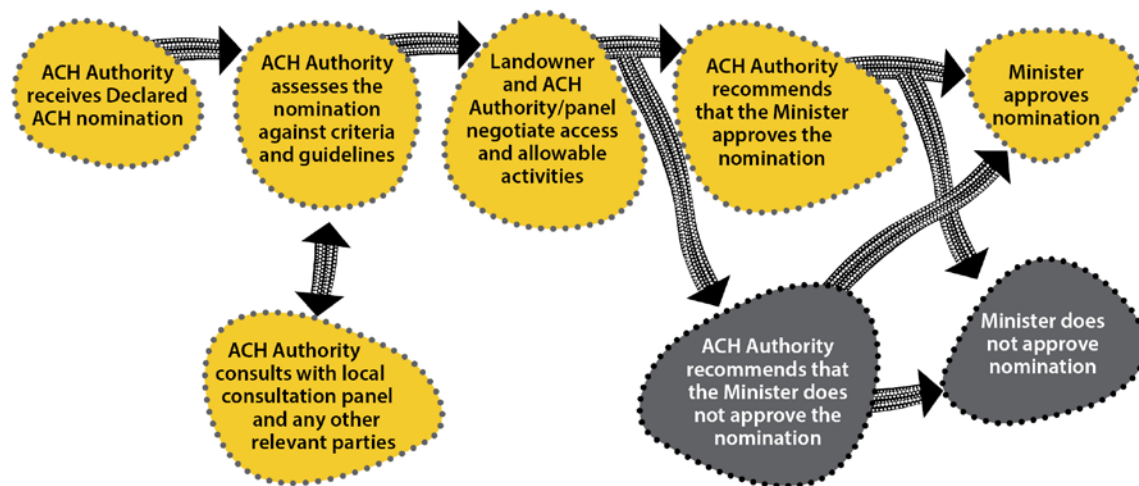 ACH Authority
receives Declared
ACH nomination
ACH Authority
assesses the
nomination
against criteria
and guidelines
Landowner
and ACH
Authority/panel
negotiate access
and allowable
activities
ACH Authority
recommends
that the Minister
approves the
nomination
Minister
approves
nomination
ACH Authority
consults with local
consultation panel
and any other
relevant parties
ACH Authority
recommends that
the Minister does
not approve the
nomination
Minister does
not approve
nomination